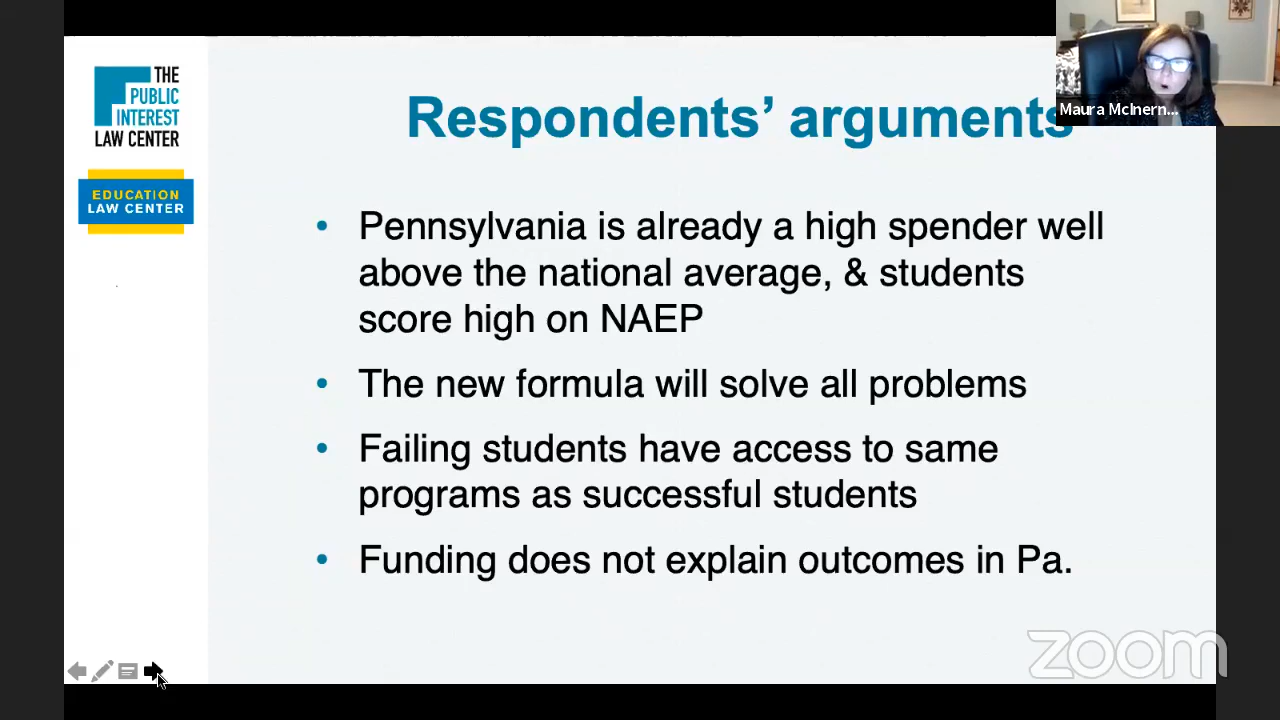 THE
PUBLIC
INTEREST
LAW CENTER
EDUCATION
LAW CENTER
Respondents’ arguments
Maura McInern...
• Pennsylvania is already a high spender well
above the national average, & students
score high on NAEP
• The new formula will solve all problems
• Failing students have access to same
programs as successful students
• Funding does not explain outcomes in Pa.
zoom